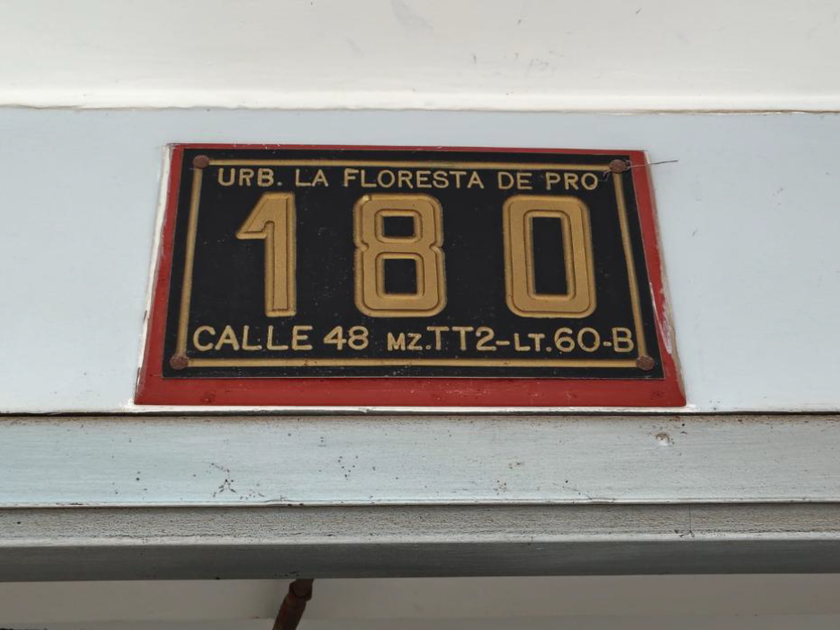 URB. LA FLORESTA DE PRO
180
CALLE 48 MZ.TT2-LT.60-B